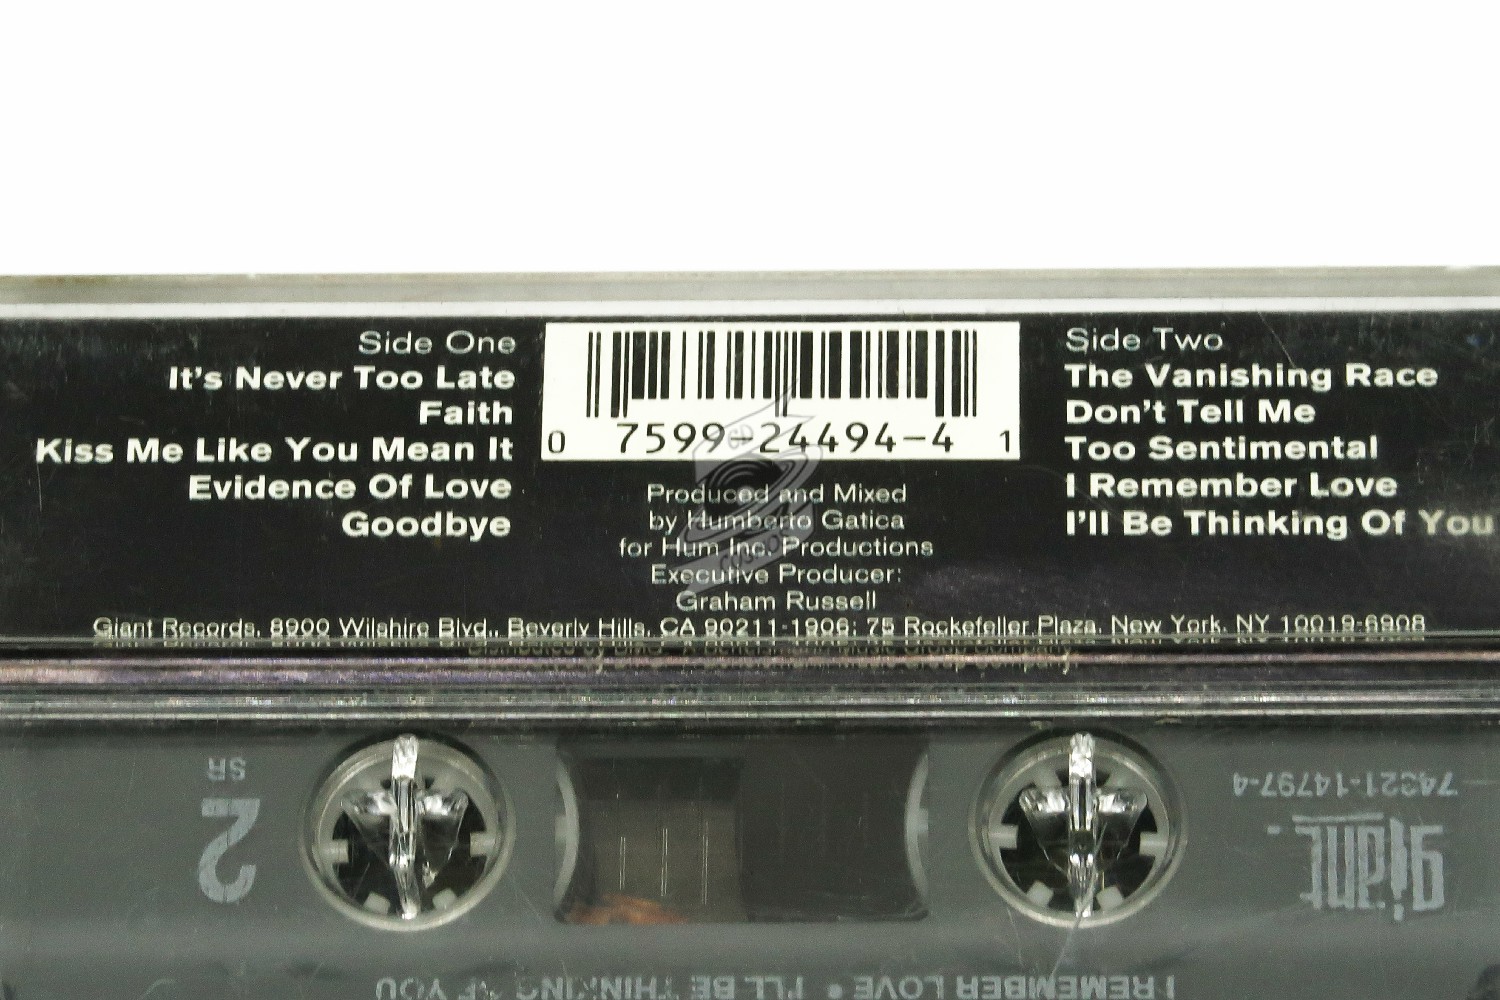 Side One
It's Never Too Late
Faith
Kiss Me Like You Mean It
Evidence Of Love
Goodbye
0 7599-24494-4 1
Produced and Mixed
by Humberto Gatica
for Hum Inc. Productions
Executive Producer:
Graham Russell
Side Two
The Vanishing Race
Don't Tell Me
Too Sentimental
I Remember Love
I'll Be Thinking Of You
Giant Records, 8900 Wilshire Blvd., Beverly Hills, CA 90211-1906; 75 Rockefeller Plaza, New York, NY 10019-6908
SR
2
74321-14797-4
giant
I REMEMBER LOVE • I'LL BE THINKING OF YOU